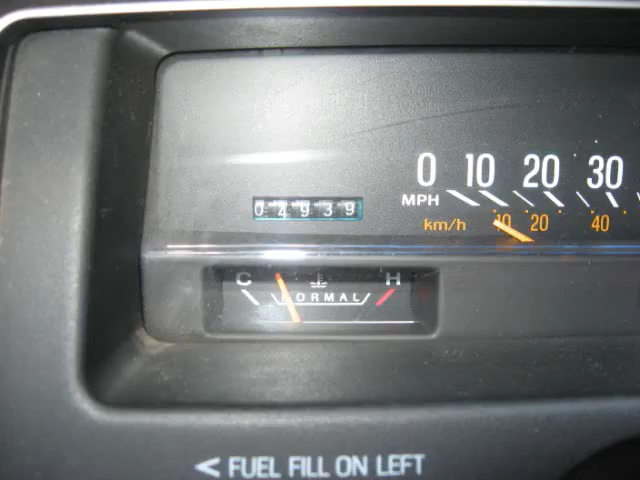 0 10 20 30
MPH
04939
km/h 10 20 40
C H
NORMAL
< FUEL FILL ON LEFT